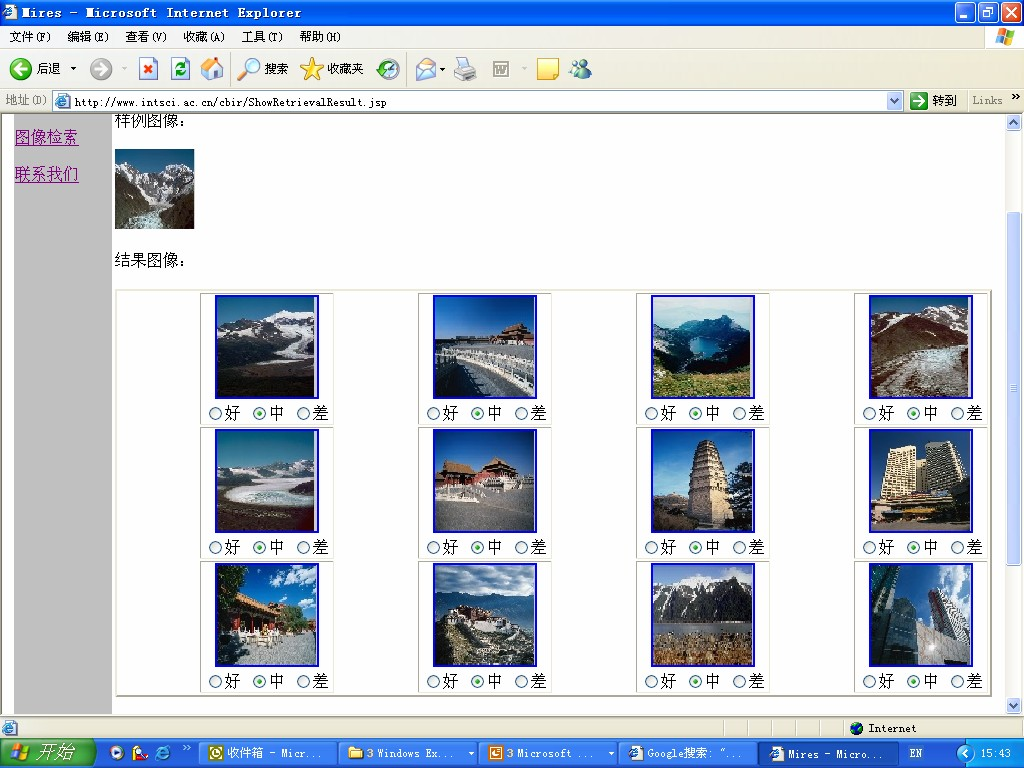 Mires - Microsoft Internet Explorer
文件(F) 编辑(E) 查看(V) 收藏(A) 工具(T) 帮助(H)
后退 搜索 收藏夹
地址(D) http://www.intsci.ac.cn/cbir/ShowRetrievalResult.jsp 转到 Links »
图像检索
联系我们
样例图像:
结果图像:
好 中 差 好 中 差 好 中 差 好 中 差
好 中 差 好 中 差 好 中 差 好 中 差
好 中 差 好 中 差 好 中 差 好 中 差
Internet
开始 » 收件箱 - Micr... 3 Windows Ex... 3 Microsoft ... Google搜索: "... Mires - Micro... EN 15:43